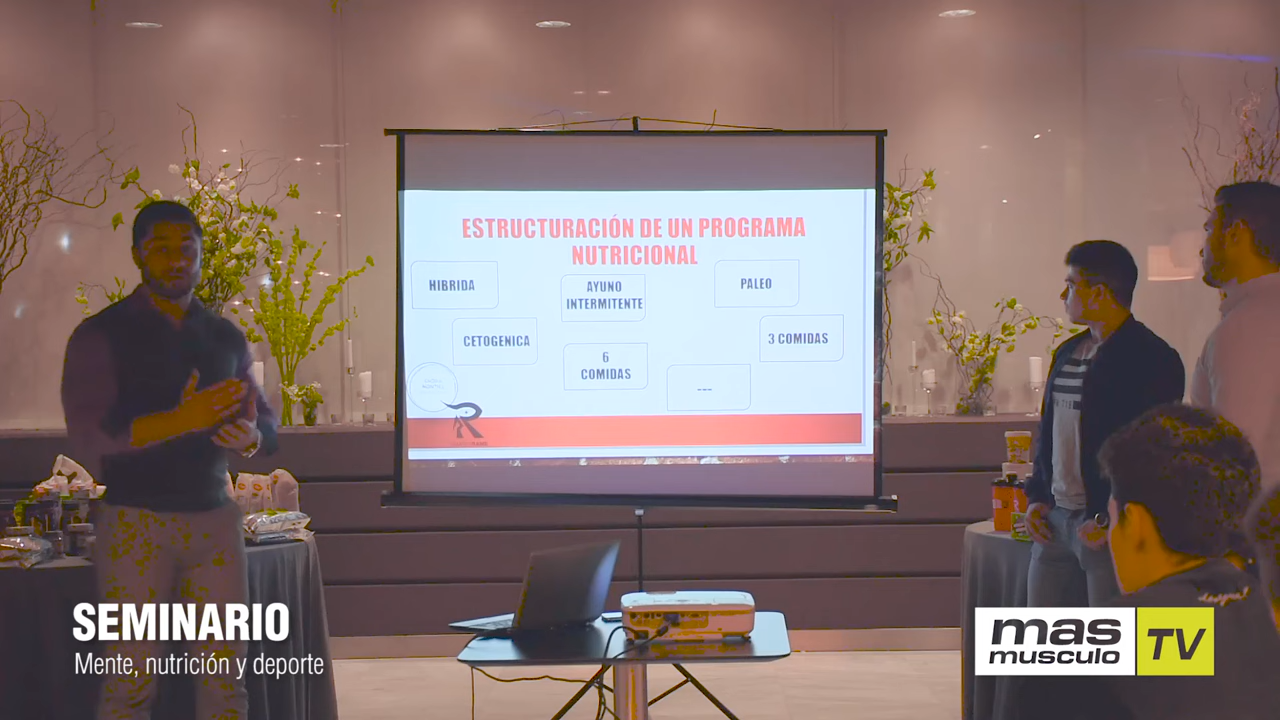 ESTRUCTURACIÓN DE UN PROGRAMA
NUTRICIONAL
HIBRIDA
AYUNO
INTERMITENTE
PALEO
CETOGENICA
6
COMIDAS
3 COMIDAS
---
R
SEMINARIO
Mente, nutrición y deporte
mas
musculo
TV